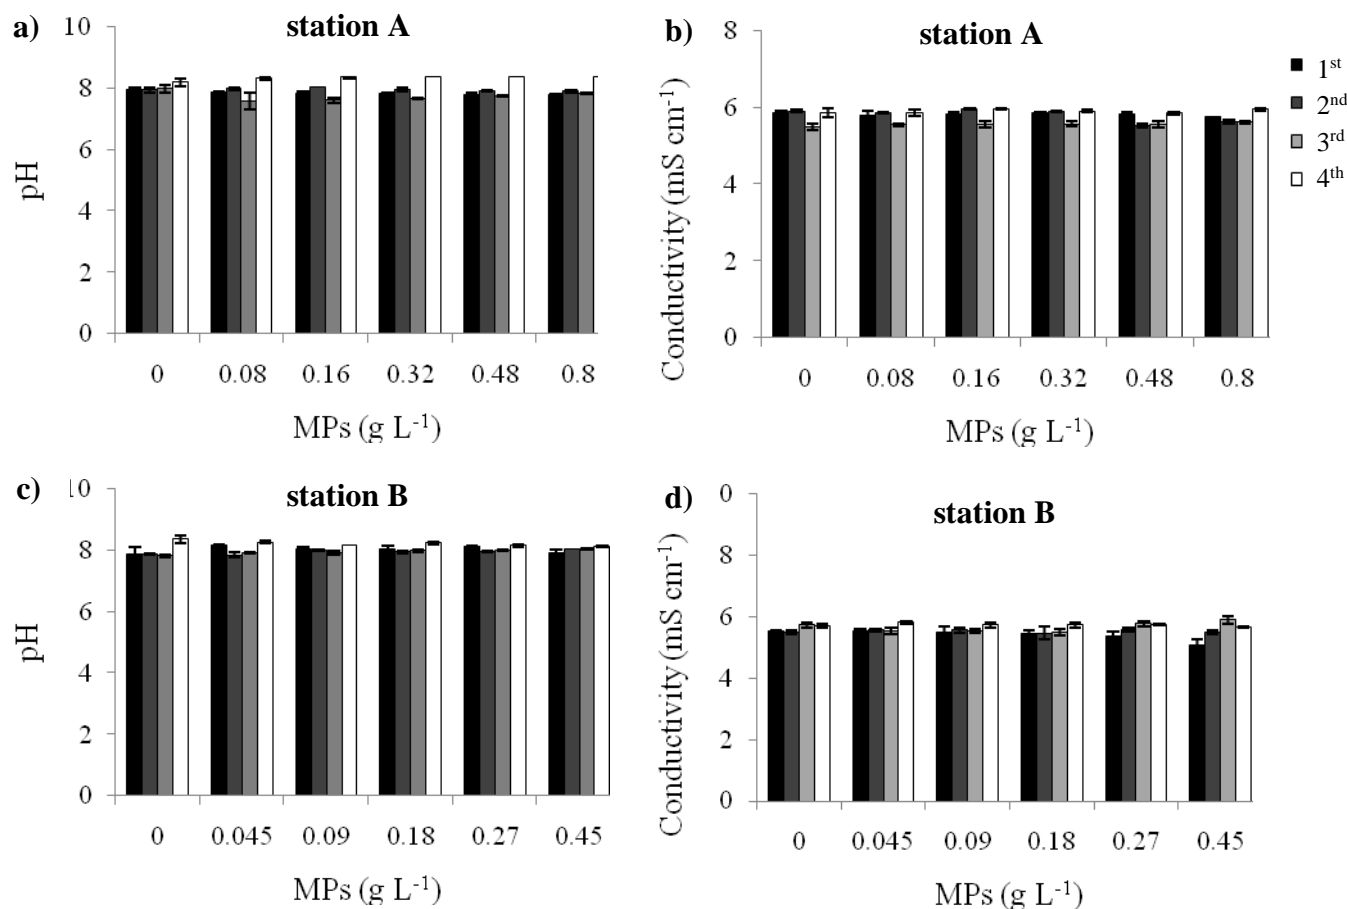 a)
station A
10
8
6
4
2
0
pH
0 0.08 0.16 0.32 0.48 0.8
MPs (g L⁻¹)
b)
station A
8
6
4
2
0
Conductivity (mS cm⁻¹)
0 0.08 0.16 0.32 0.48 0.8
MPs (g L⁻¹)
1st
2nd
3rd
4th
c)
station B
10
8
6
4
2
0
pH
0 0.045 0.09 0.18 0.27 0.45
MPs (g L⁻¹)
d)
station B
0
8
6
4
2
0
Conductivity (mS cm⁻¹)
0 0.045 0.09 0.18 0.27 0.45
MPs (g L⁻¹)